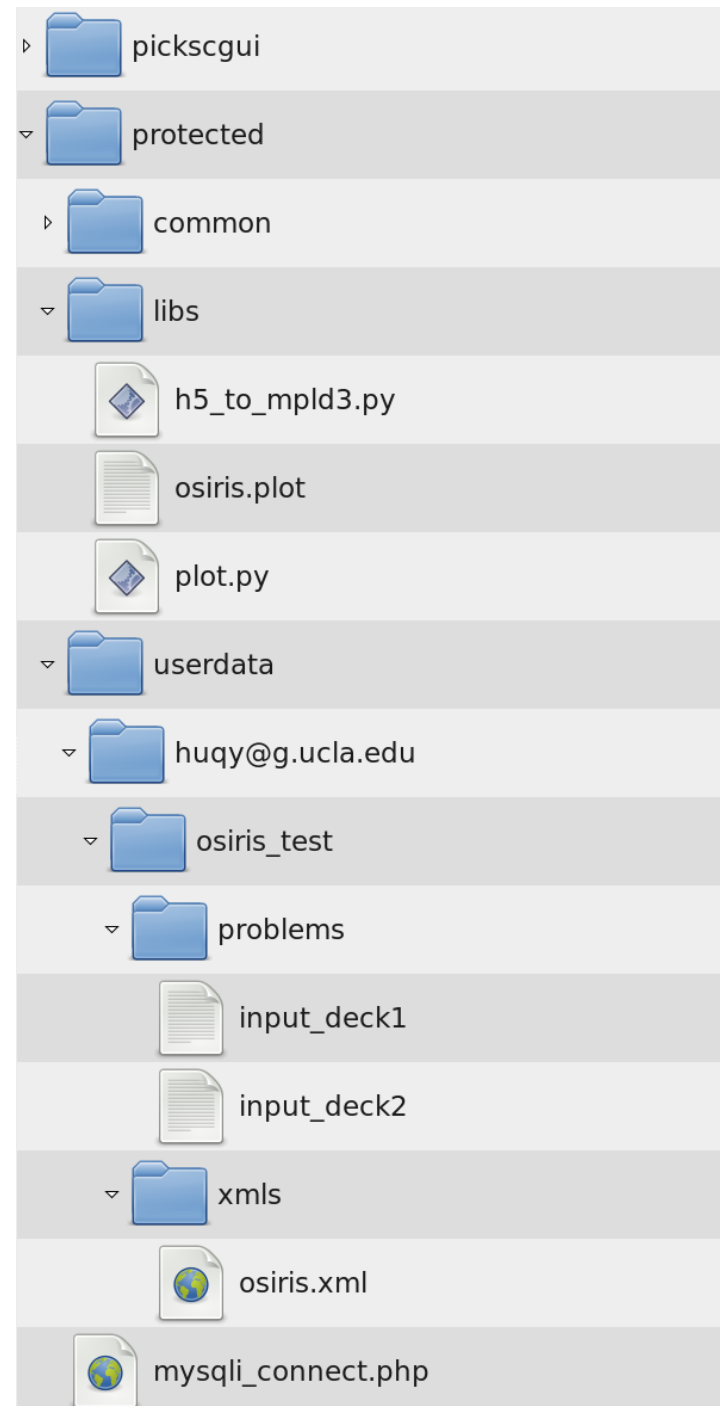 pickscgui
protected
common
libs
h5_to_mpld3.py
osiris.plot
plot.py
userdata
huqy@g.ucla.edu
osiris_test
problems
input_deck1
input_deck2
xmls
osiris.xml
mysqli_connect.php